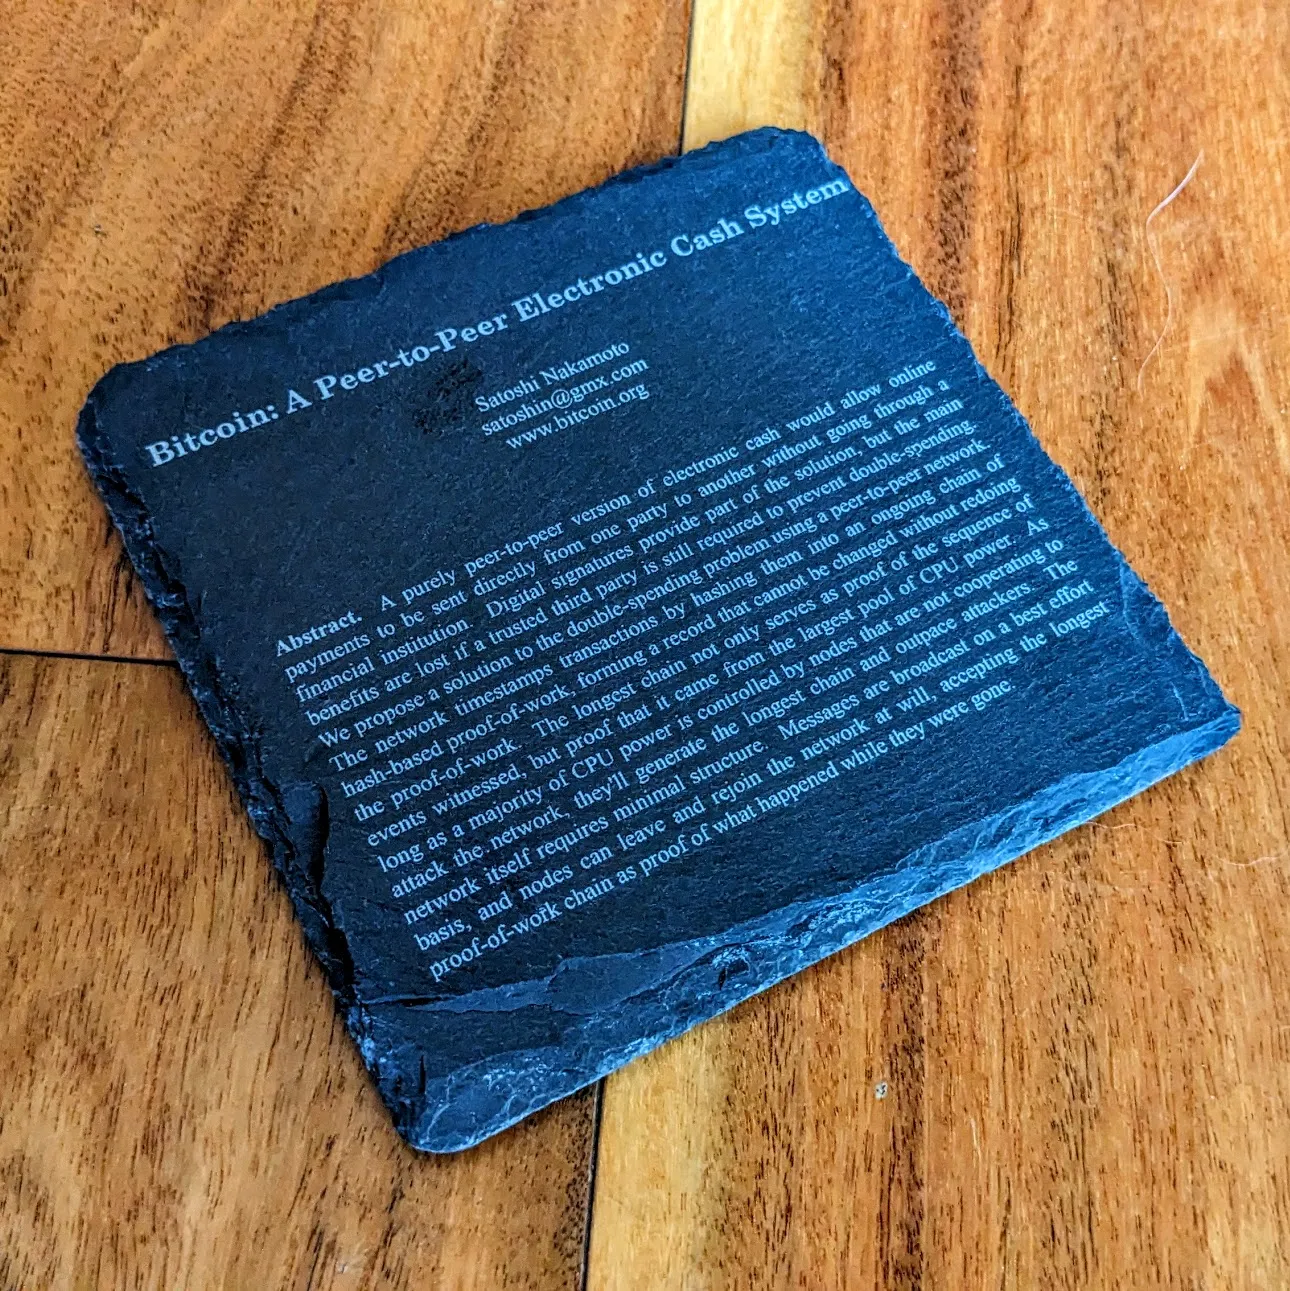 Bitcoin: A Peer-to-Peer Electronic Cash System
Satoshi Nakamoto
satoshin@gmx.com
www.bitcoin.org
Abstract. A purely peer-to-peer version of electronic cash would allow online
payments to be sent directly from one party to another without going through a
financial institution. Digital signatures provide part of the solution, but the main
benefits are lost if a trusted third party is still required to prevent double-spending.
We propose a solution to the double-spending problem using a peer-to-peer network.
The network timestamps transactions by hashing them into an ongoing chain of
hash-based proof-of-work, forming a record that cannot be changed without redoing
the proof-of-work. The longest chain not only serves as proof of the sequence of
events witnessed, but proof that it came from the largest pool of CPU power. As
long as a majority of CPU power is controlled by nodes that are not cooperating to
attack the network, they'll generate the longest chain and outpace attackers. The
network itself requires minimal structure. Messages are broadcast on a best effort
basis, and nodes can leave and rejoin the network at will, accepting the longest
proof-of-work chain as proof of what happened while they were gone.